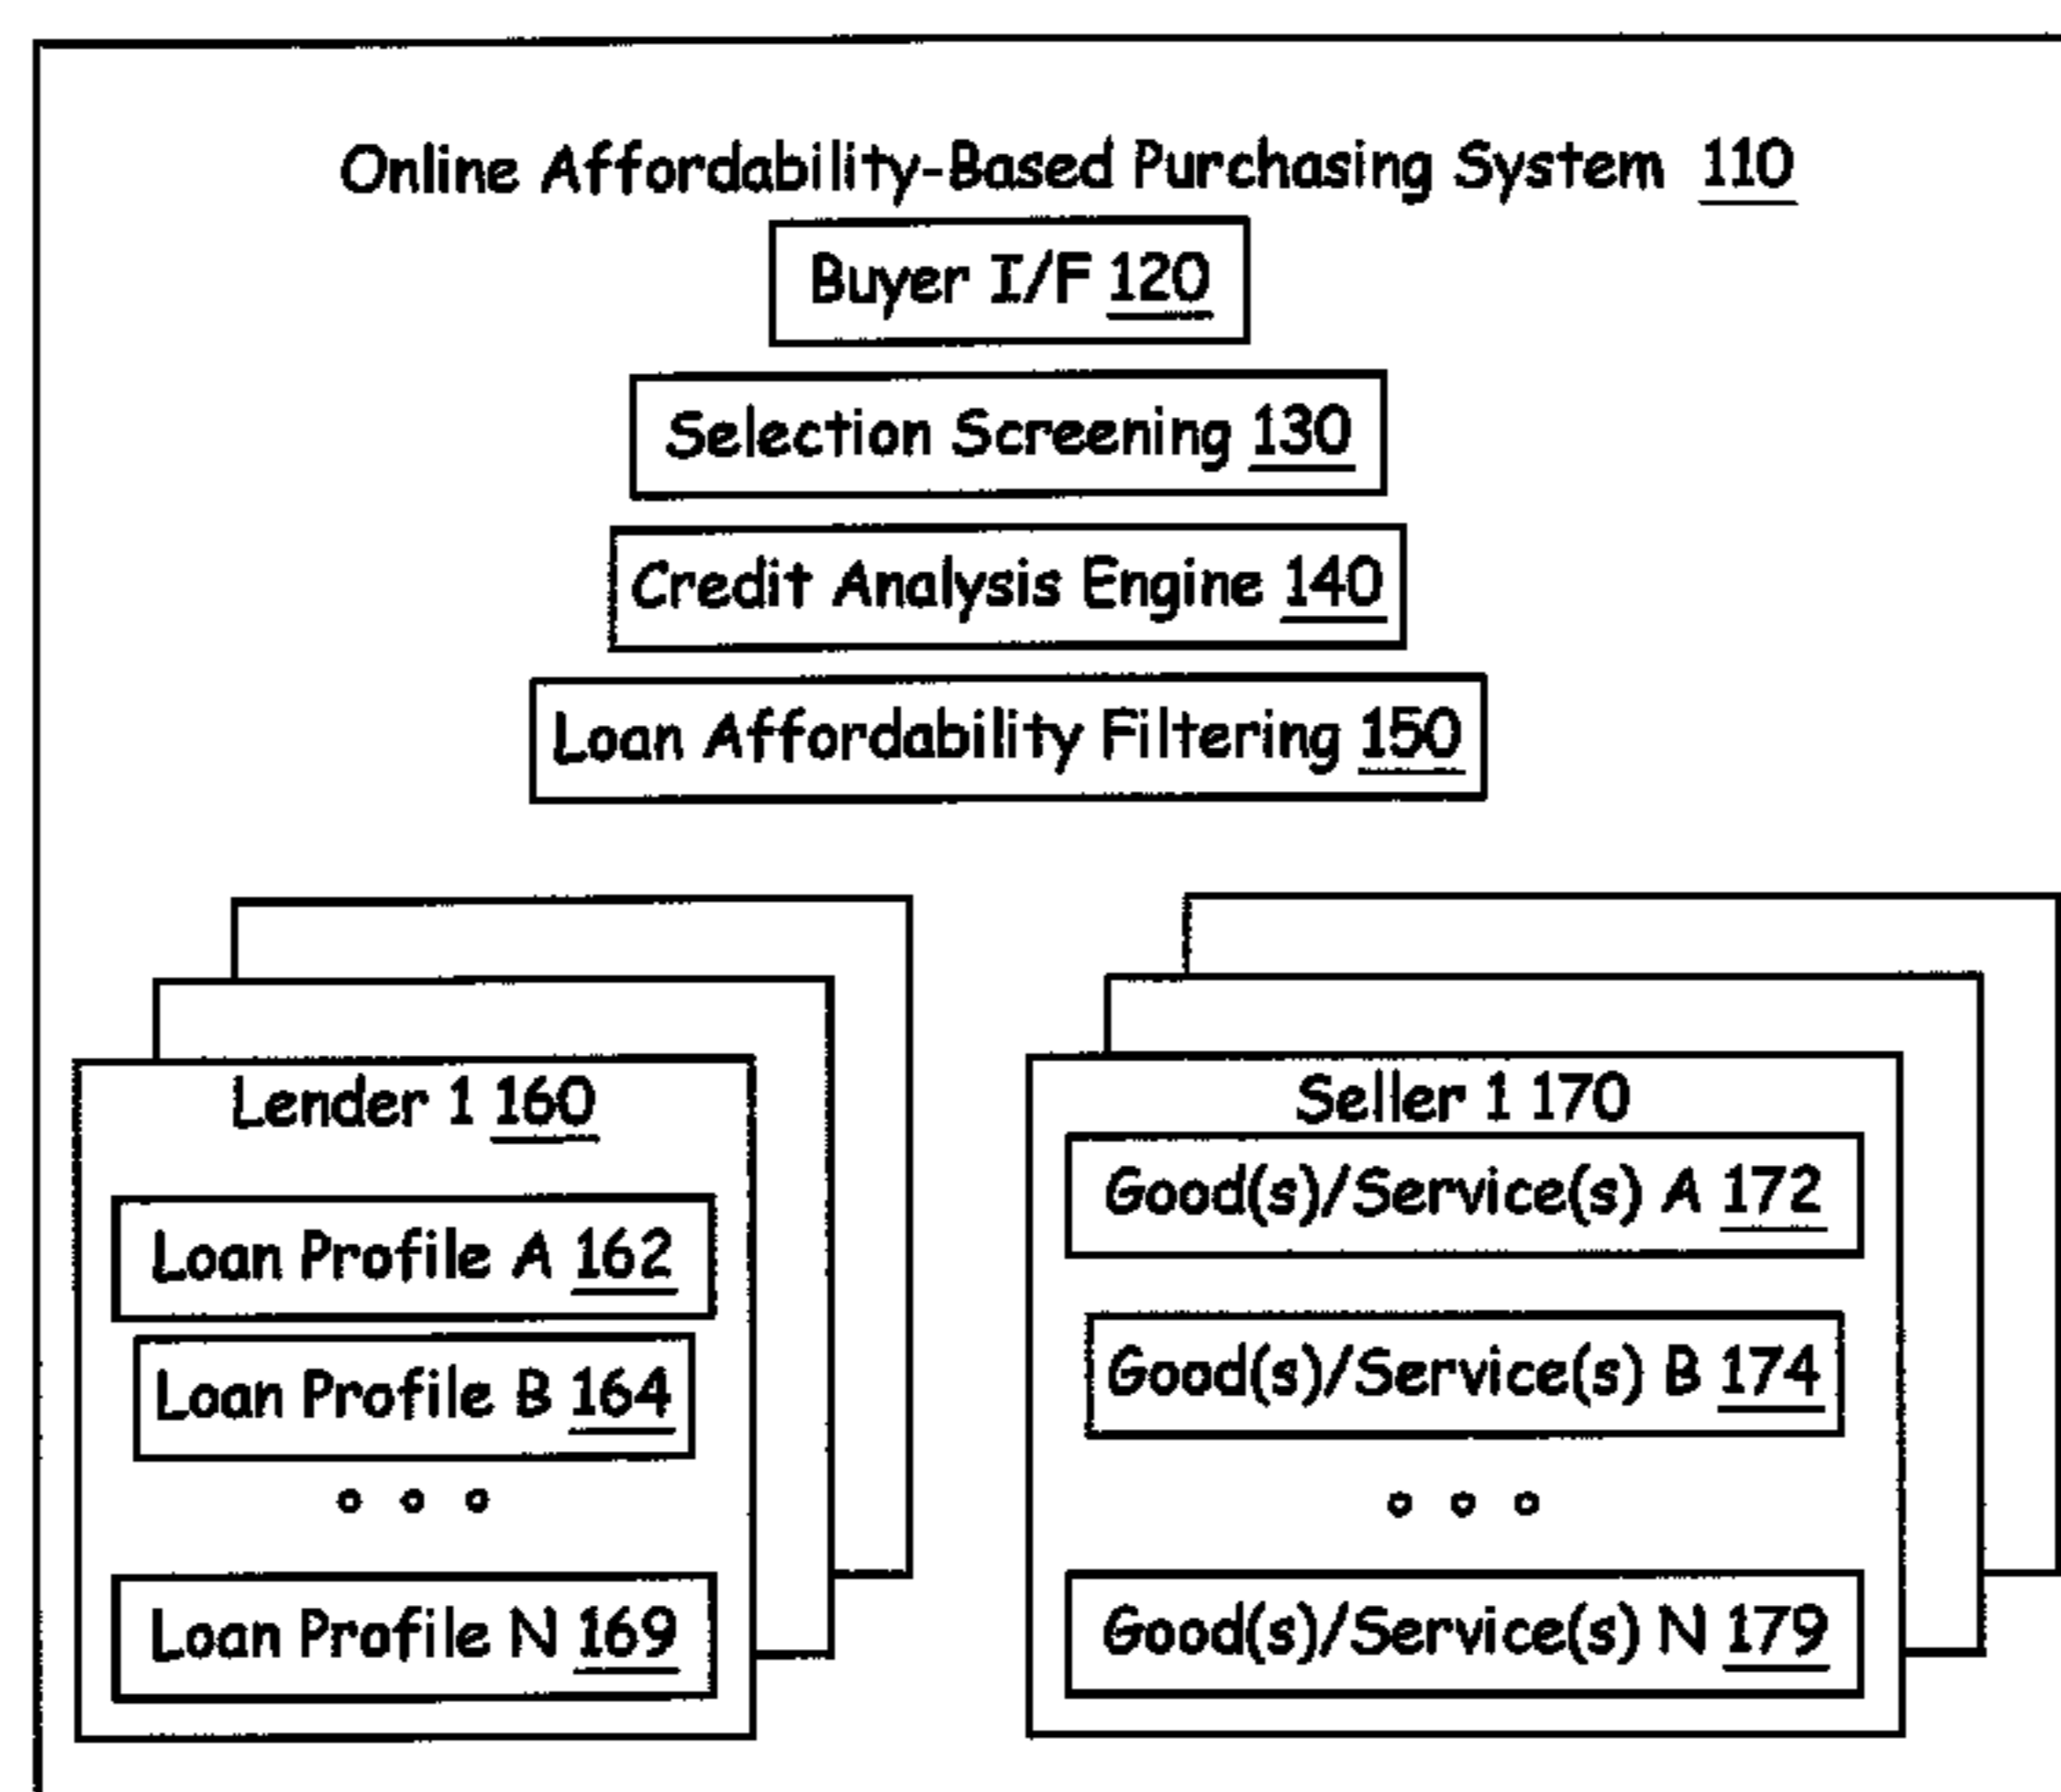 Online Affordability-Based Purchasing System 110
Buyer I/F 120
Selection Screening 130
Credit Analysis Engine 140
Loan Affordability Filtering 150
Lender 1 160
Loan Profile A 162
Loan Profile B 164
Loan Profile N 169
Seller 1 170
Good(s)/Service(s) A 172
Good(s)/Service(s) B 174
Good(s)/Service(s) N 179